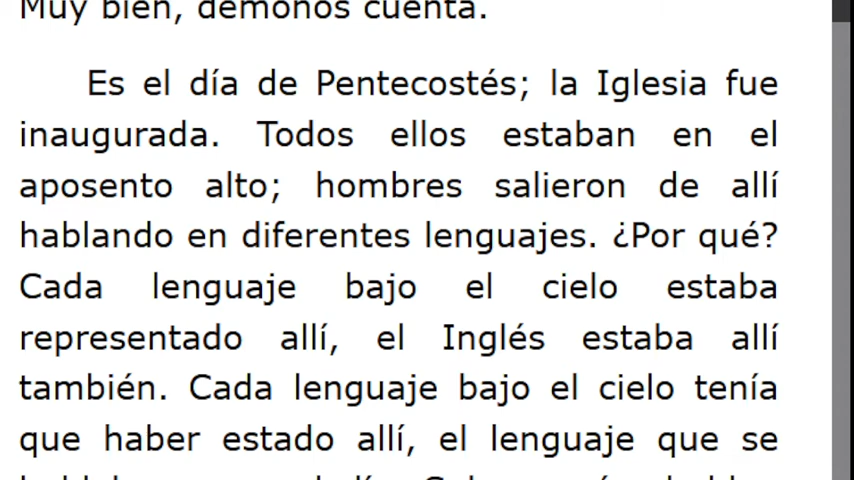 Muy bien, démonos cuenta.
Es el día de Pentecostés; la Iglesia fue
inaugurada. Todos ellos estaban en el
aposento alto; hombres salieron de allí
hablando en diferentes lenguajes. ¿Por qué?
Cada lenguaje bajo el cielo estaba
representado allí, el Inglés estaba allí
también. Cada lenguaje bajo el cielo tenía
que haber estado allí, el lenguaje que se